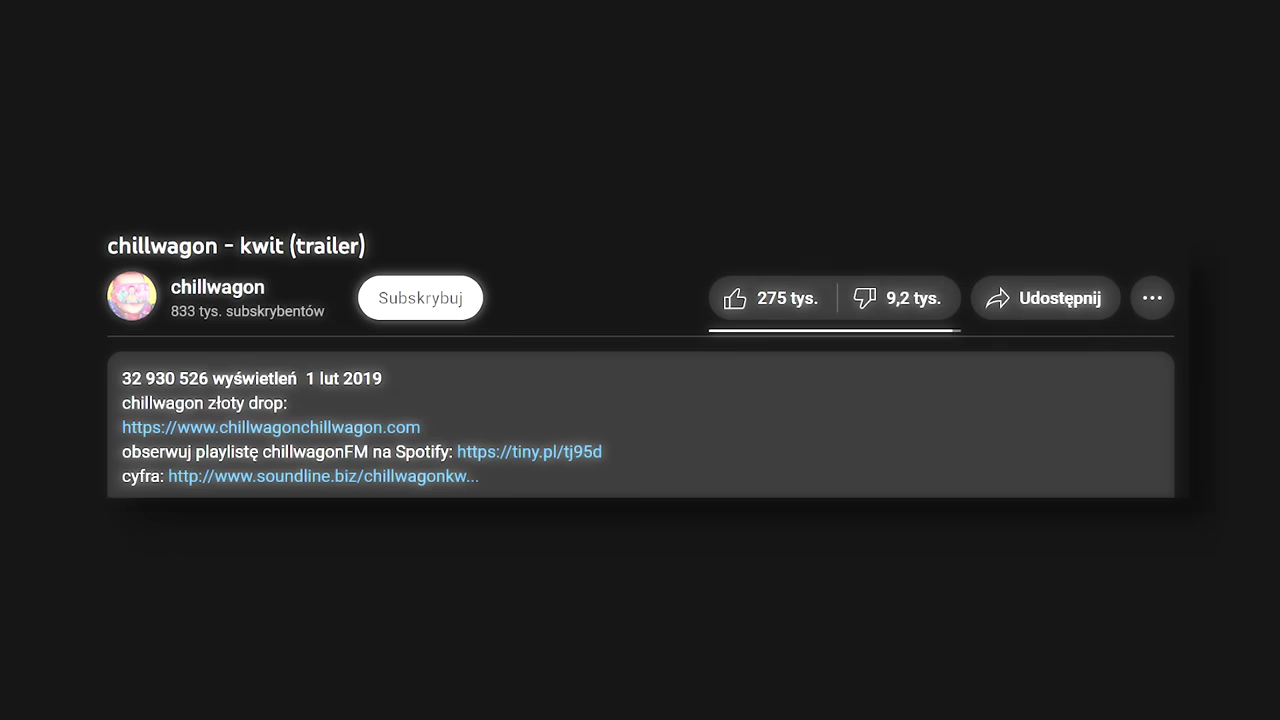 chillwagon - kwit (trailer)
chillwagon
833 tys. subskrybentów
Subskrybuj
275 tys.
9,2 tys.
Udostępnij
32 930 526 wyświetleń 1 lut 2019
chillwagon złoty drop:
https://www.chillwagonchillwagon.com
obserwuj playlistę chillwagonFM na Spotify: https://tiny.pl/tj95d
cyfra: http://www.soundline.biz/chillwagonkw...